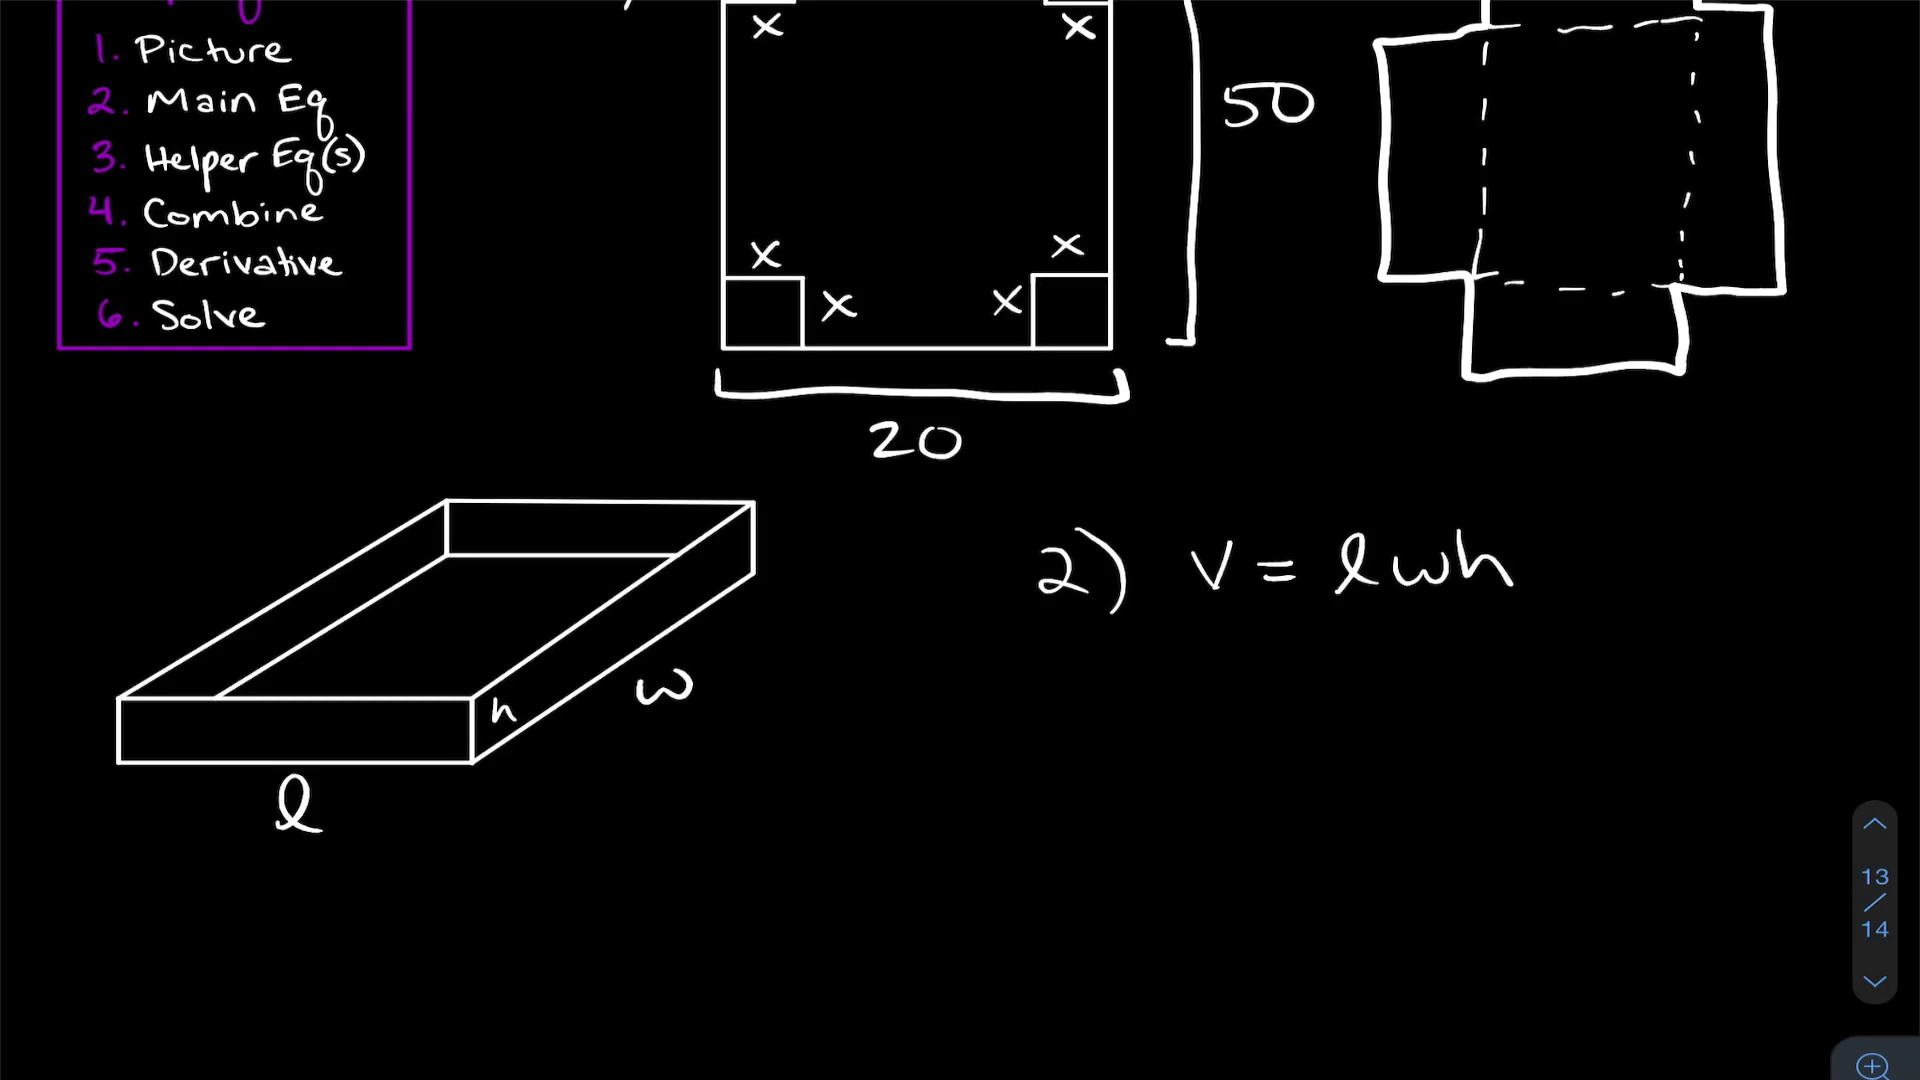 1. Picture
2. Main Eq
3. Helper Eq(s)
4. Combine
5. Derivative
6. Solve
x x
50
x x
x x
20
2) V = lwh
h
w
l
13
/
14